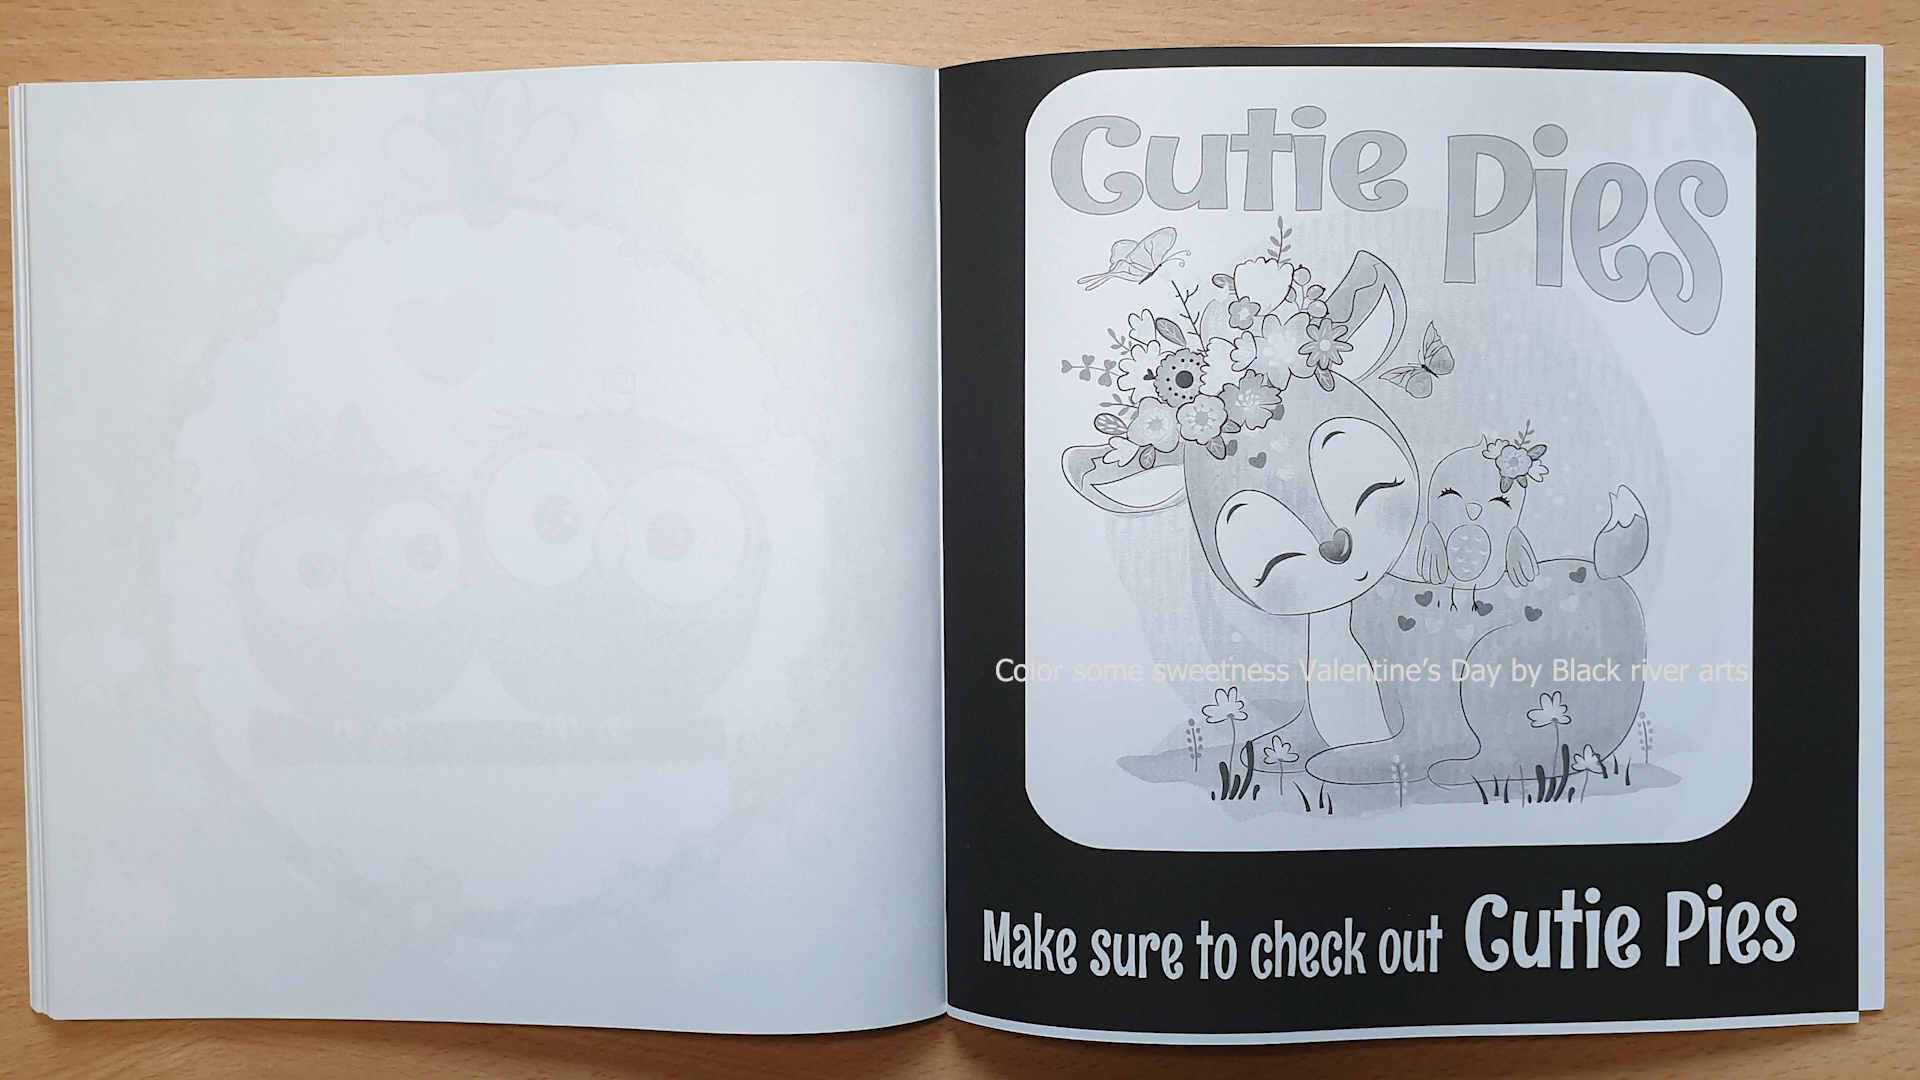 Cutie Pies
Color some sweetness Valentine’s Day by Black river arts
Make sure to check out Cutie Pies